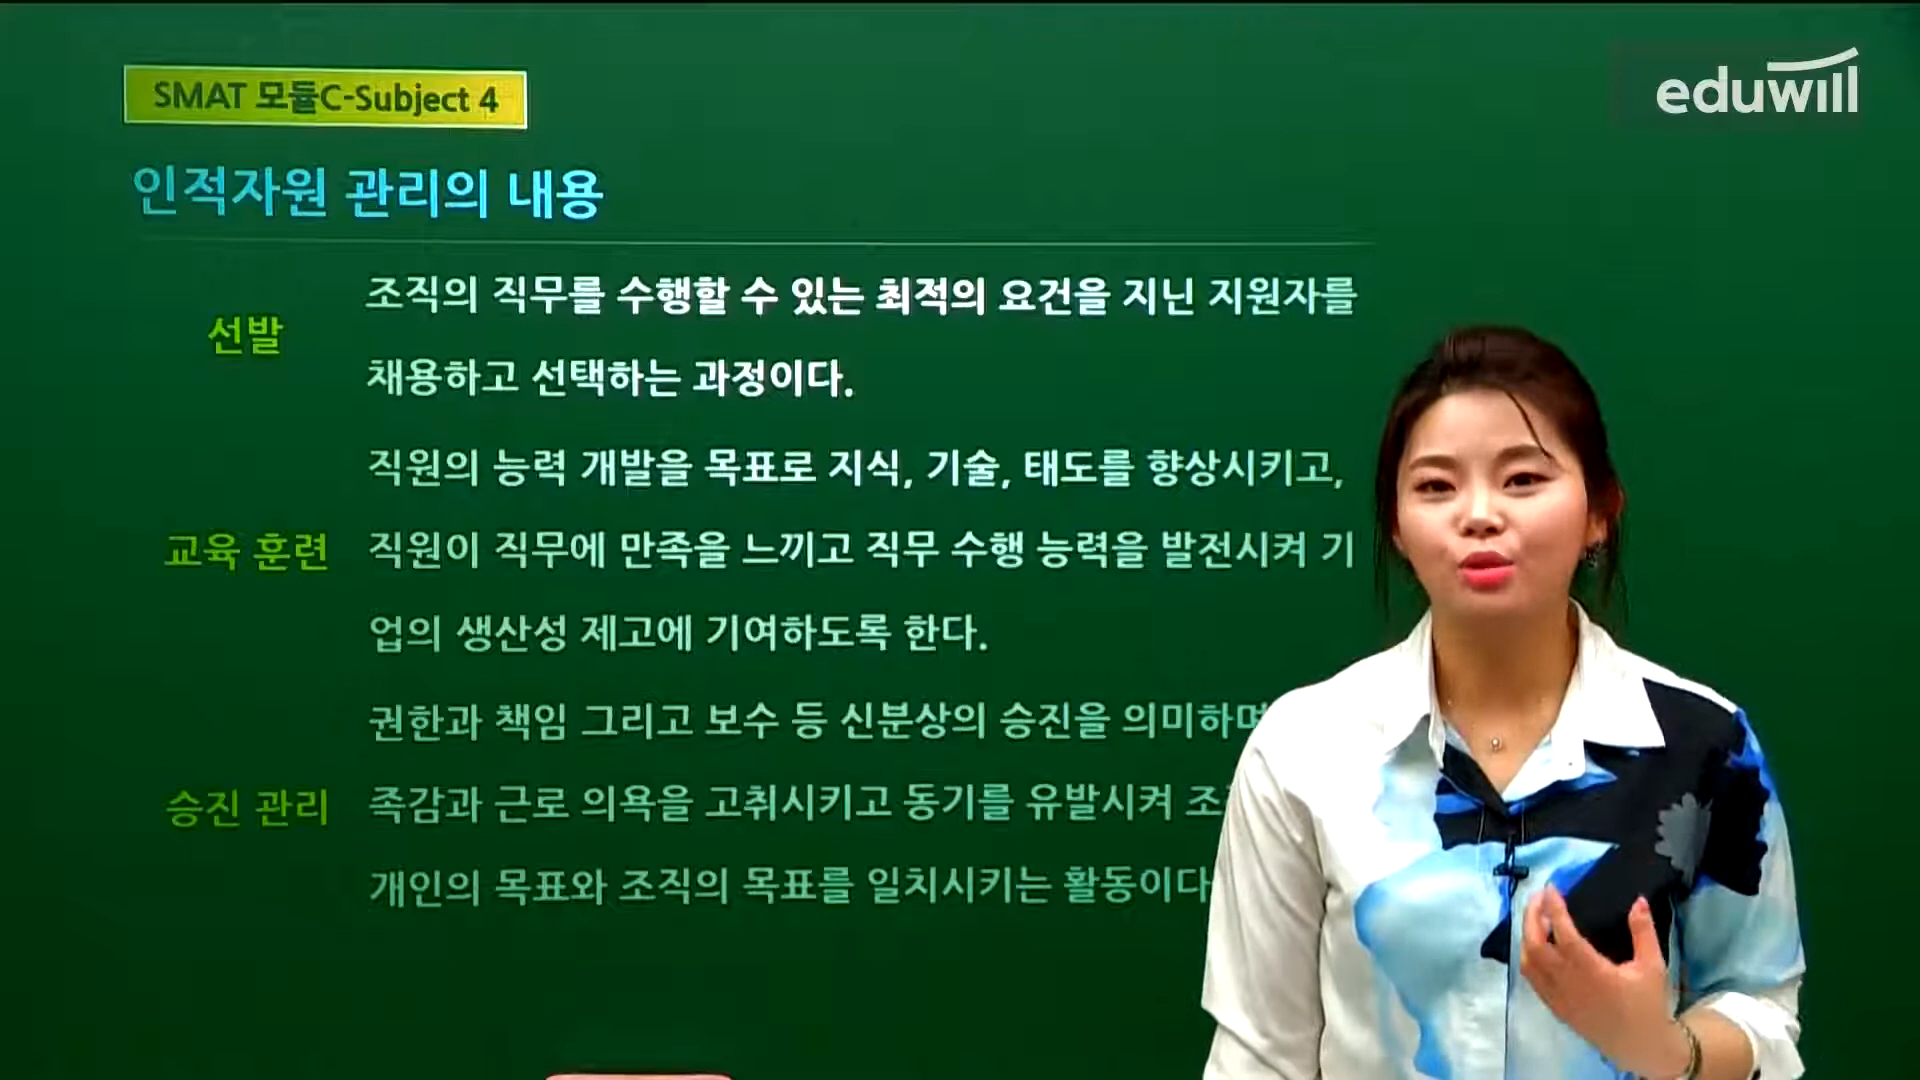 SMAT 모듈C-Subject 4
eduwill
인적자원 관리의 내용
선발
조직의 직무를 수행할 수 있는 최적의 요건을 지닌 지원자를
채용하고 선택하는 과정이다.
교육 훈련
직원의 능력 개발을 목표로 지식, 기술, 태도를 향상시키고,
직원이 직무에 만족을 느끼고 직무 수행 능력을 발전시켜 기
업의 생산성 제고에 기여하도록 한다.
승진 관리
권한과 책임 그리고 보수 등 신분상의 승진을 의미하며
족감과 근로 의욕을 고취시키고 동기를 유발시켜
개인의 목표와 조직의 목표를 일치시키는 활동이다